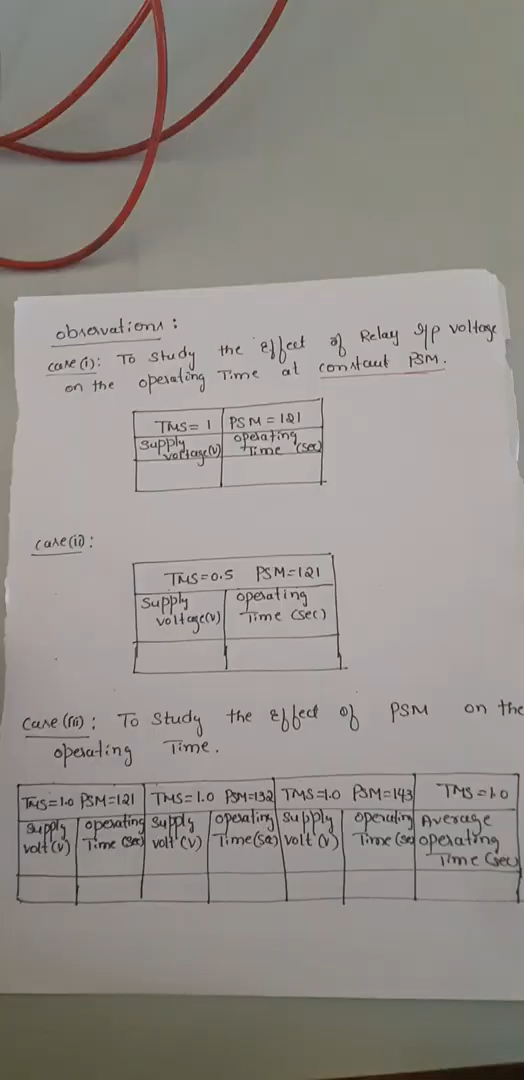 observations:
case(i): To study the effect of Relay I/p voltage
on the operating Time at constant PSM.
TMS=1 PSM=121
supply voltage(v) operating Time (sec)
case(ii):
TMS=0.5 PSM=121
supply voltage(v) operating Time (sec)
case(iii): To study the effect of PSM on the
operating Time.
TMS=1.0 PSM=121 TMS=1.0 PSM=132 TMS=1.0 PSM=143 TMS=1.0
supply volt(v) operating Time(sec) supply volt(v) operating Time(sec) supply volt(v) operating Time(sec) Average operating Time (sec)